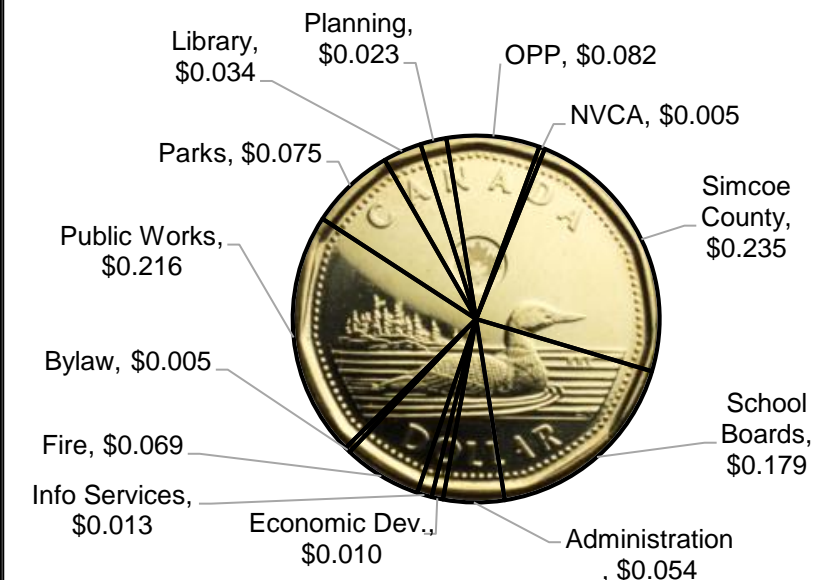 Planning,
$0.023
Library,
$0.034
OPP, $0.082
NVCA, $0.005
Parks, $0.075
Simcoe
County,
$0.235
Public Works,
$0.216
CANADA
Bylaw, $0.005
School
Boards,
$0.179
Fire, $0.069
DOLLAR
Info Services,
$0.013
Economic Dev.,
$0.010
Administration
, $0.054